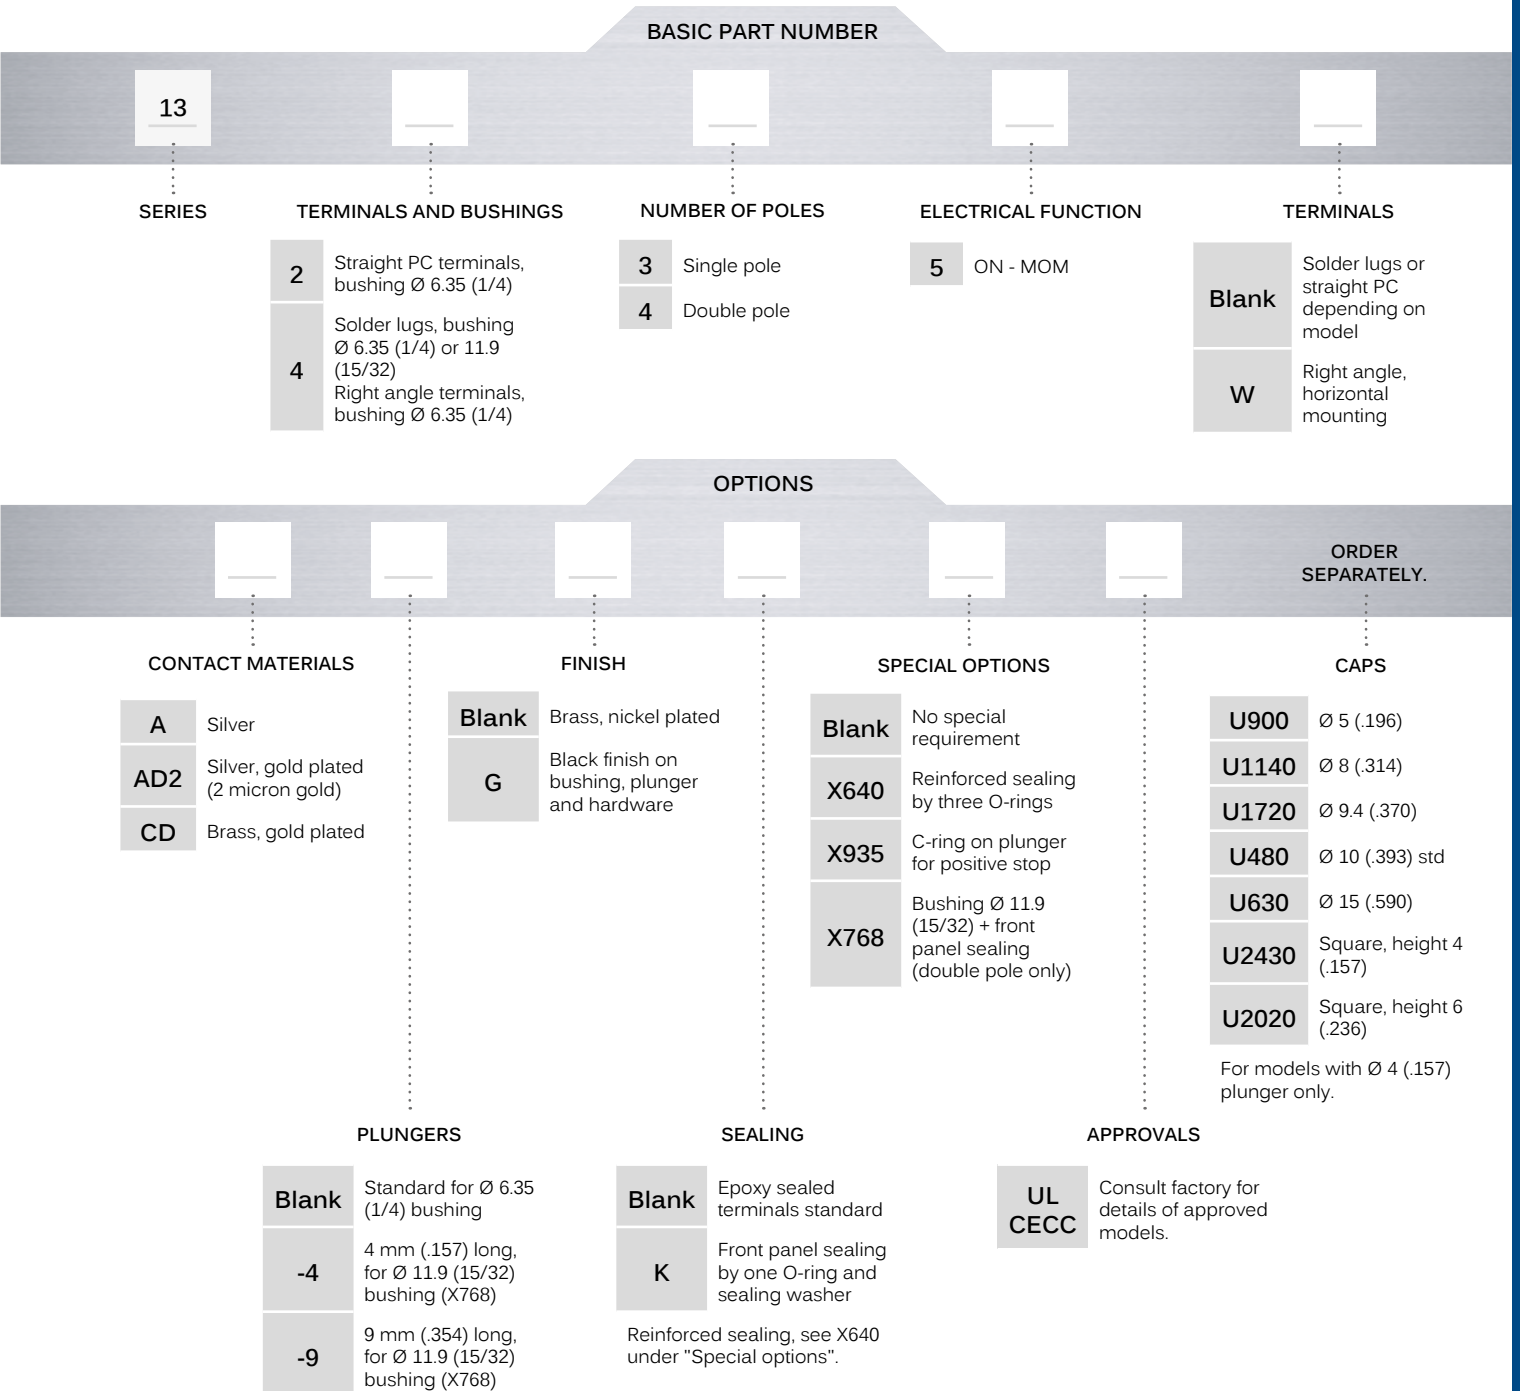 BASIC PART NUMBER
13
SERIES
TERMINALS AND BUSHINGS
2
Straight PC terminals,
bushing Ø 6.35 (1/4)
4
Solder lugs, bushing
Ø 6.35 (1/4) or 11.9
(15/32)
Right angle terminals,
bushing Ø 6.35 (1/4)
NUMBER OF POLES
3
Single pole
4
Double pole
ELECTRICAL FUNCTION
5
ON - MOM
TERMINALS
Blank
Solder lugs or
straight PC
depending on
model
W
Right angle,
horizontal
mounting
OPTIONS
ORDER
SEPARATELY.
CONTACT MATERIALS
A
Silver
AD2
Silver, gold plated
(2 micron gold)
CD
Brass, gold plated
FINISH
Blank
Brass, nickel plated
G
Black finish on
bushing, plunger
and hardware
SPECIAL OPTIONS
Blank
No special
requirement
X640
Reinforced sealing
by three O-rings
X935
C-ring on plunger
for positive stop
X768
Bushing Ø 11.9
(15/32) + front
panel sealing
(double pole only)
CAPS
U900
Ø 5 (.196)
U1140
Ø 8 (.314)
U1720
Ø 9.4 (.370)
U480
Ø 10 (.393) std
U630
Ø 15 (.590)
U2430
Square, height 4
(.157)
U2020
Square, height 6
(.236)
For models with Ø 4 (.157)
plunger only.
PLUNGERS
Blank
Standard for Ø 6.35
(1/4) bushing
-4
4 mm (.157) long,
for Ø 11.9 (15/32)
bushing (X768)
-9
9 mm (.354) long,
for Ø 11.9 (15/32)
bushing (X768)
SEALING
Blank
Epoxy sealed
terminals standard
K
Front panel sealing
by one O-ring and
sealing washer
Reinforced sealing, see X640
under "Special options".
APPROVALS
UL
CECC
Consult factory for
details of approved
models.